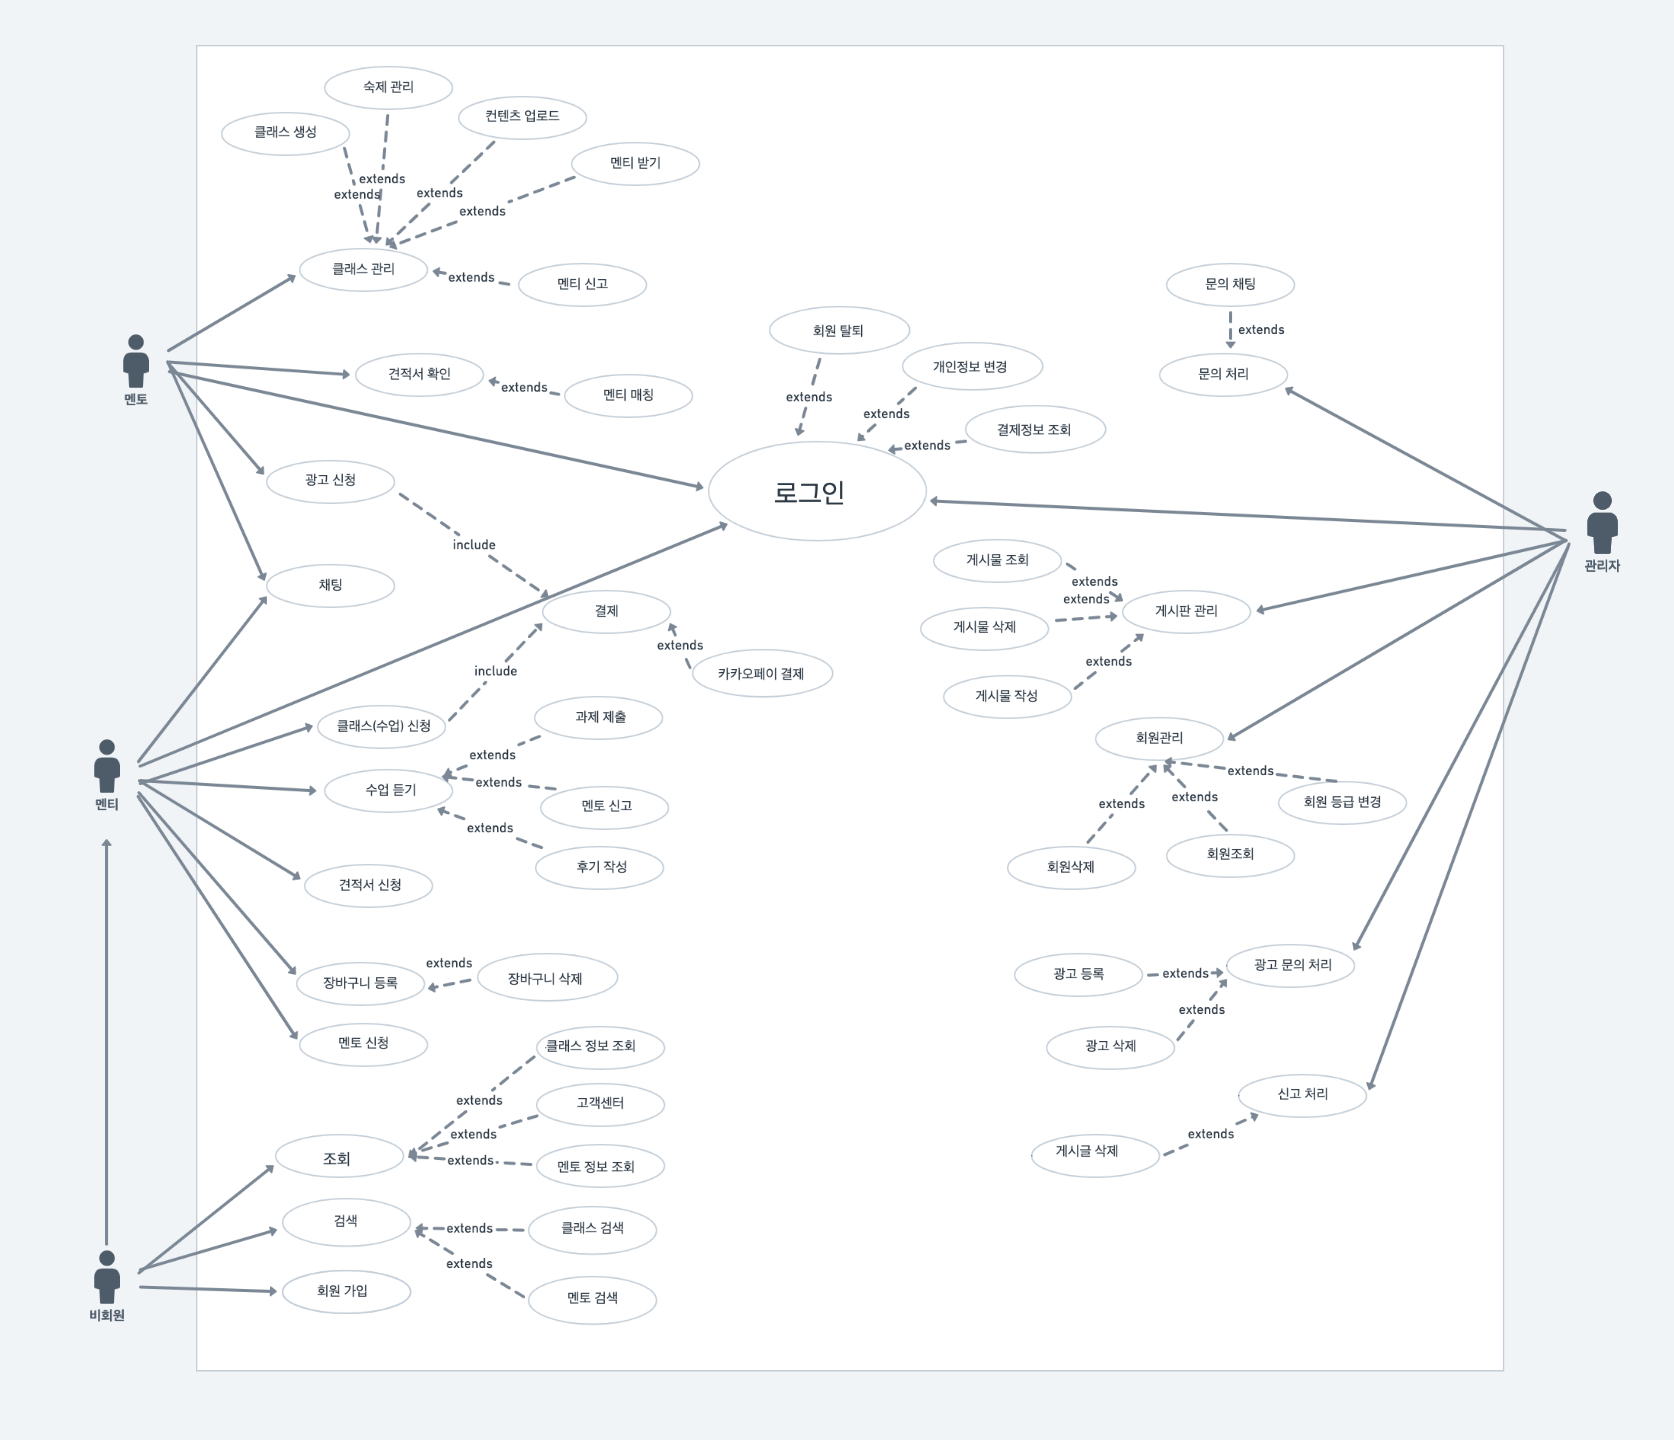 숙제 관리
컨텐츠 업로드
클래스 생성
멘티 받기
extends
extends
extends
extends
클래스 관리
extends
멘티 신고
문의 채팅
extends
회원 탈퇴
개인정보 변경
문의 처리
견적서 확인
extends
멘티 매칭
extends
멘토
extends
결제정보 조회
extends
광고 신청
로그인
include
게시물 조회
관리자
채팅
extends
extends
결제
게시판 관리
게시물 삭제
extends
include
extends
카카오페이 결제
게시물 작성
클래스(수업) 신청
과제 제출
회원관리
extends
extends
수업 듣기
extends
extends
extends
멘티
멘토 신고
회원 등급 변경
extends
후기 작성
회원삭제
회원조회
견적서 신청
extends
장바구니 등록
장바구니 삭제
광고 등록
extends
광고 문의 처리
extends
멘토 신청
클래스 정보 조회
광고 삭제
extends
고객센터
신고 처리
extends
extends
조회
extends
멘토 정보 조회
게시글 삭제
검색
extends
클래스 검색
extends
회원 가입
멘토 검색
비회원